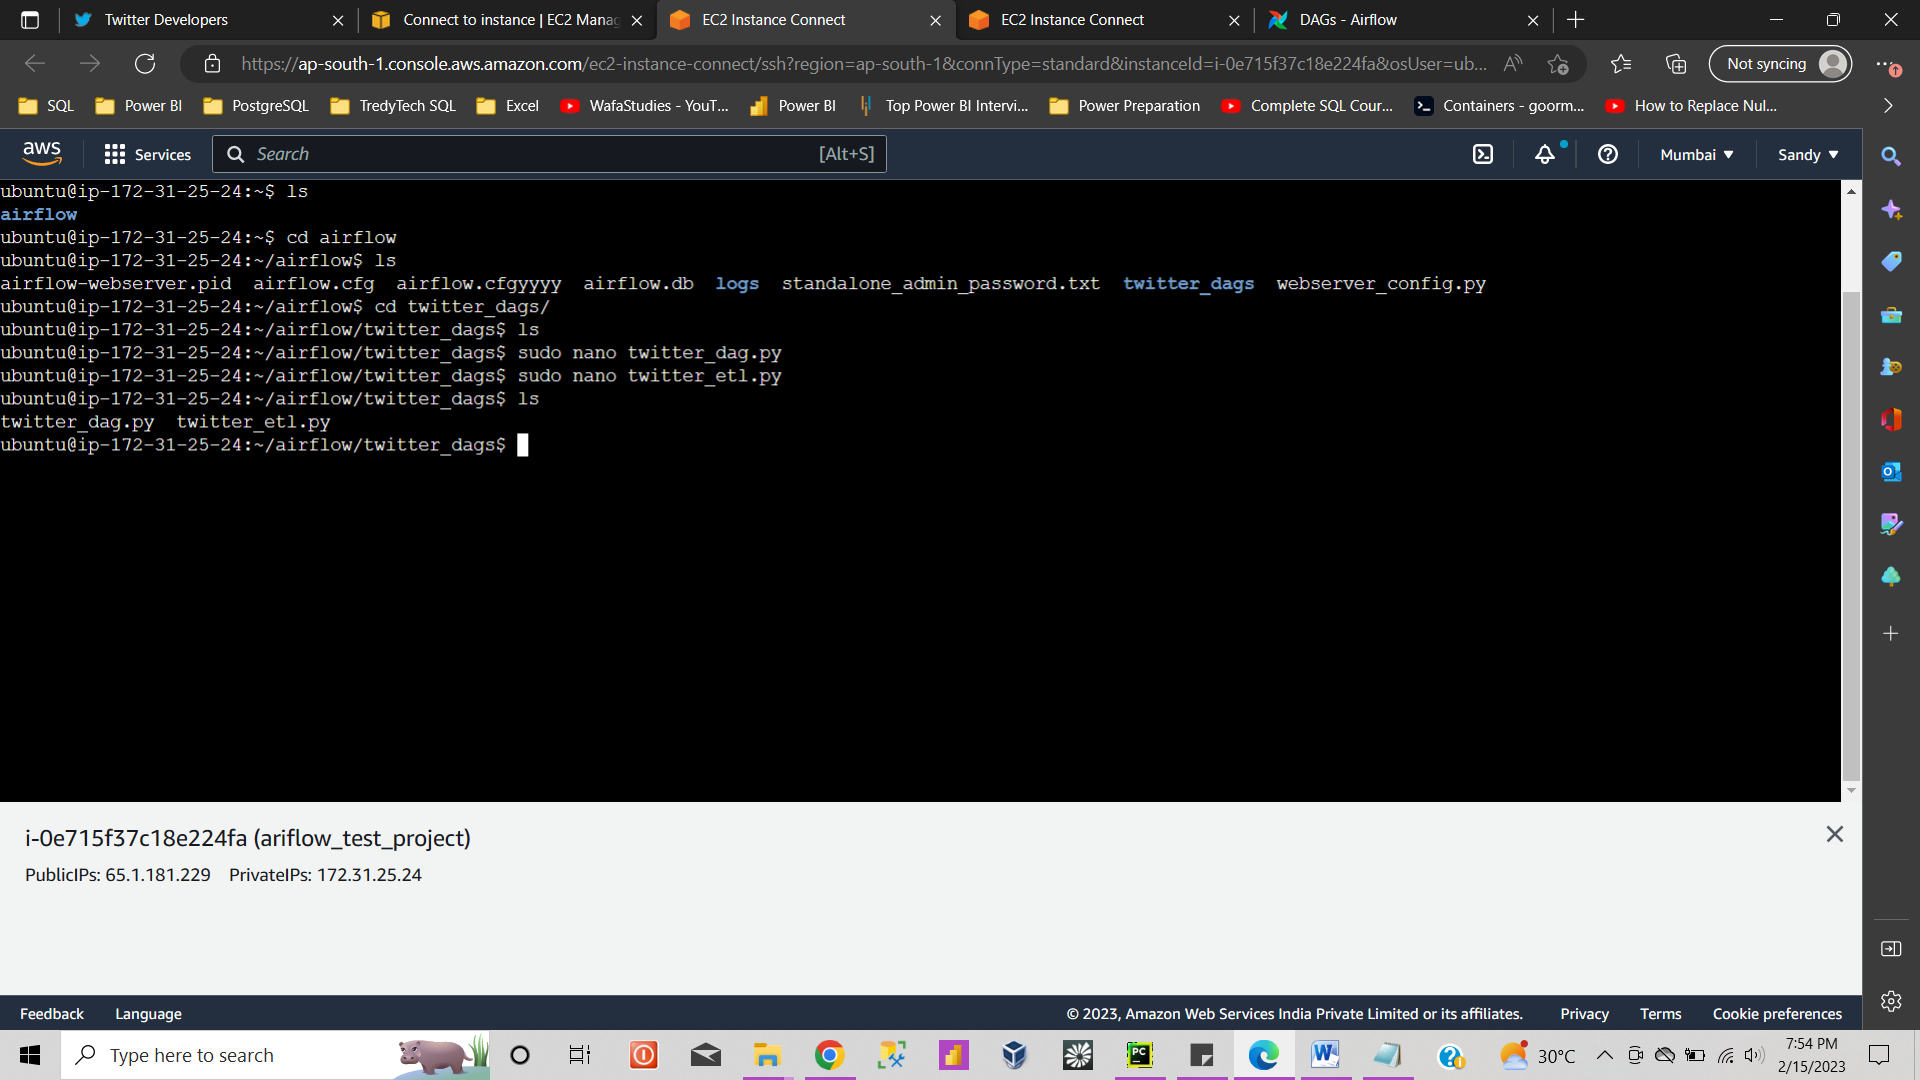 Twitter Developers
Connect to instance | EC2 Manag
EC2 Instance Connect
EC2 Instance Connect
DAGs - Airflow
https://ap-south-1.console.aws.amazon.com/ec2-instance-connect/ssh?region=ap-south-1&connType=standard&instanceId=i-0e715f37c18e224fa&osUser=ub...
Not syncing
SQL
Power BI
PostgreSQL
TredyTech SQL
Excel
WafaStudies - YouT...
Power BI
Top Power BI Intervi...
Power Preparation
Complete SQL Cour...
Containers - goorm...
How to Replace Nul...
aws
Services
Search
[Alt+S]
Mumbai
Sandy
ubuntu@ip-172-31-25-24:~$ ls
airflow
ubuntu@ip-172-31-25-24:~$ cd airflow
ubuntu@ip-172-31-25-24:~/airflow$ ls
airflow-webserver.pid  airflow.cfg  airflow.cfgyyyy  airflow.db  logs  standalone_admin_password.txt  twitter_dags  webserver_config.py
ubuntu@ip-172-31-25-24:~/airflow$ cd twitter_dags/
ubuntu@ip-172-31-25-24:~/airflow/twitter_dags$ ls
ubuntu@ip-172-31-25-24:~/airflow/twitter_dags$ sudo nano twitter_dag.py
ubuntu@ip-172-31-25-24:~/airflow/twitter_dags$ sudo nano twitter_etl.py
ubuntu@ip-172-31-25-24:~/airflow/twitter_dags$ ls
twitter_dag.py  twitter_etl.py
ubuntu@ip-172-31-25-24:~/airflow/twitter_dags$
i-0e715f37c18e224fa (ariflow_test_project)
PublicIPs: 65.1.181.229    PrivateIPs: 172.31.25.24
Feedback
Language
© 2023, Amazon Web Services India Private Limited or its affiliates.
Privacy
Terms
Cookie preferences
Type here to search
30°C
7:54 PM
2/15/2023